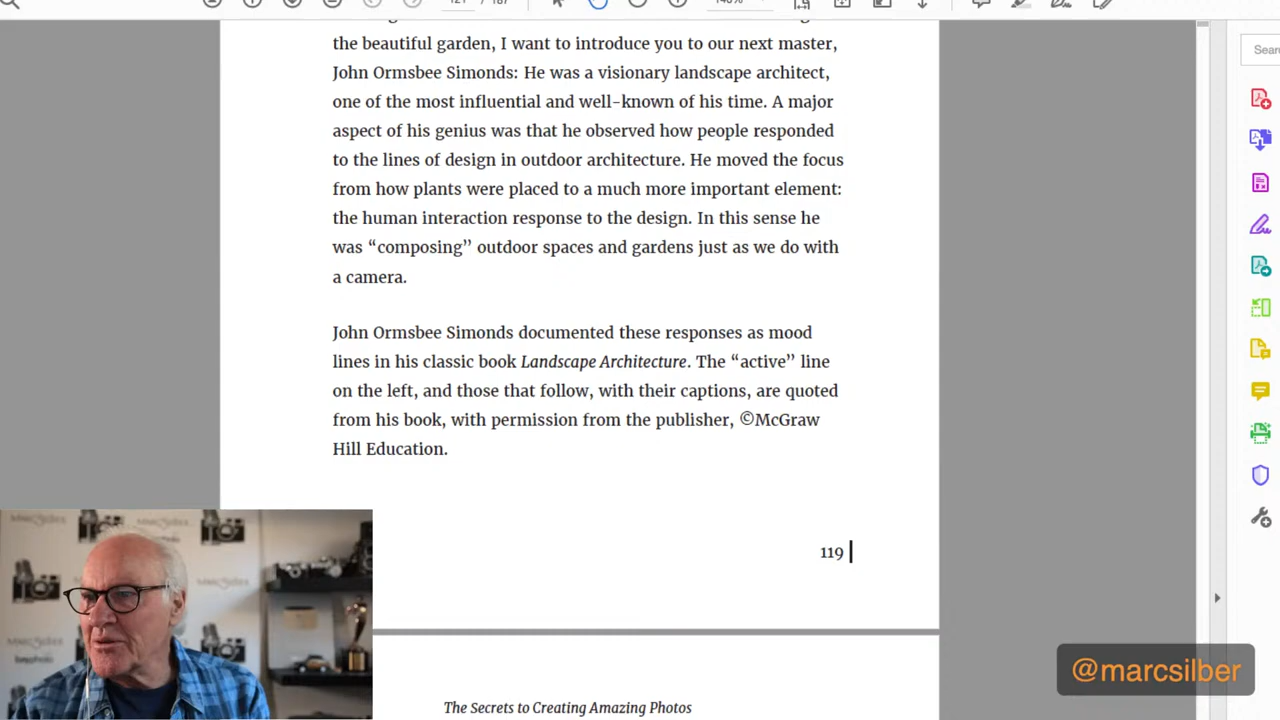 the beautiful garden, I want to introduce you to our next master,
John Ormsbee Simonds: He was a visionary landscape architect,
one of the most influential and well-known of his time. A major
aspect of his genius was that he observed how people responded
to the lines of design in outdoor architecture. He moved the focus
from how plants were placed to a much more important element:
the human interaction response to the design. In this sense he
was “composing” outdoor spaces and gardens just as we do with
a camera.
John Ormsbee Simonds documented these responses as mood
lines in his classic book Landscape Architecture. The “active” line
on the left, and those that follow, with their captions, are quoted
from his book, with permission from the publisher, ©McGraw
Hill Education.
119
The Secrets to Creating Amazing Photos
Sear
@marcsilber